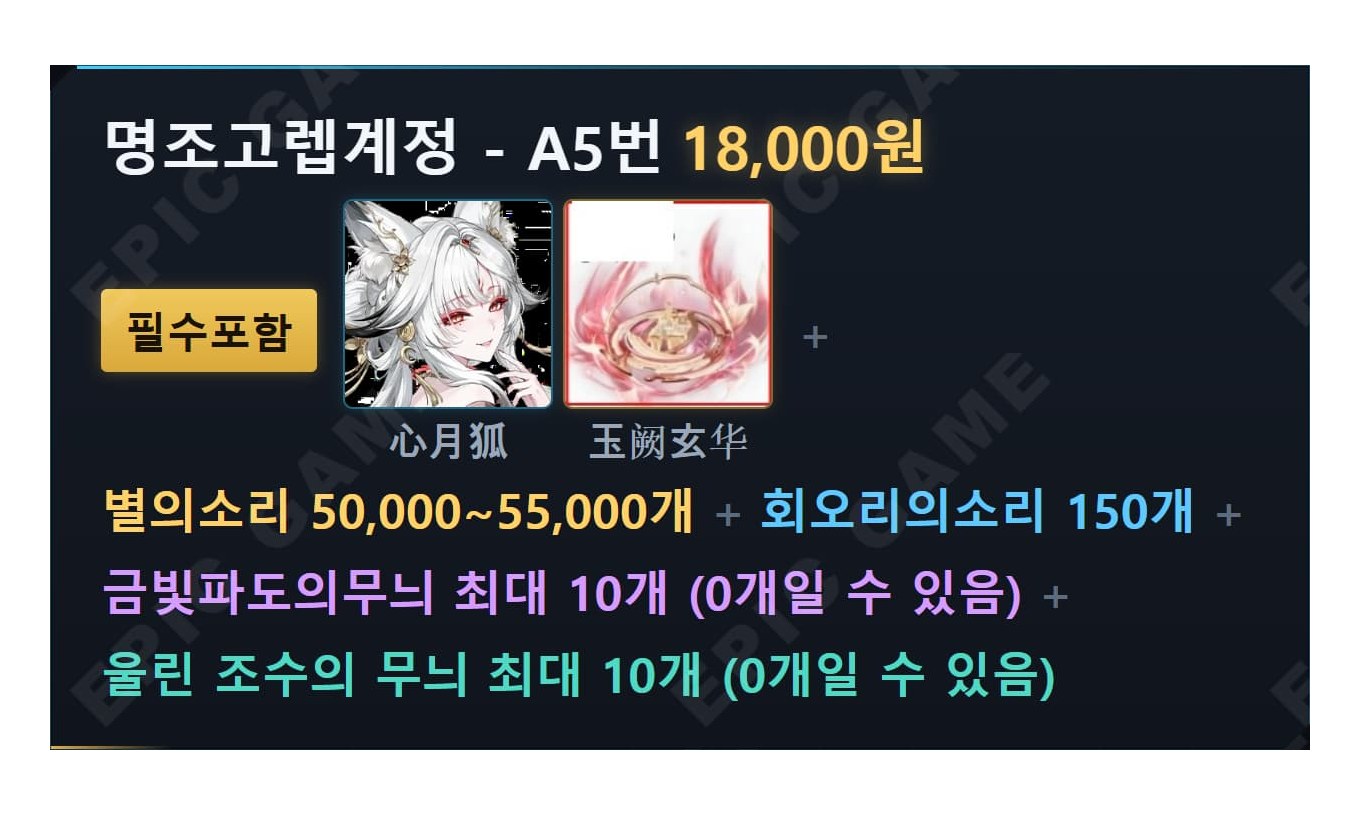 명조고렙계정 - A5번 18,000원
필수포함
+
心月狐 玉阙玄华
별의소리 50,000~55,000개 + 회오리의소리 150개 +
금빛파도의무늬 최대 10개 (0개일 수 있음) +
울린 조수의 무늬 최대 10개 (0개일 수 있음)
EPIC GAME